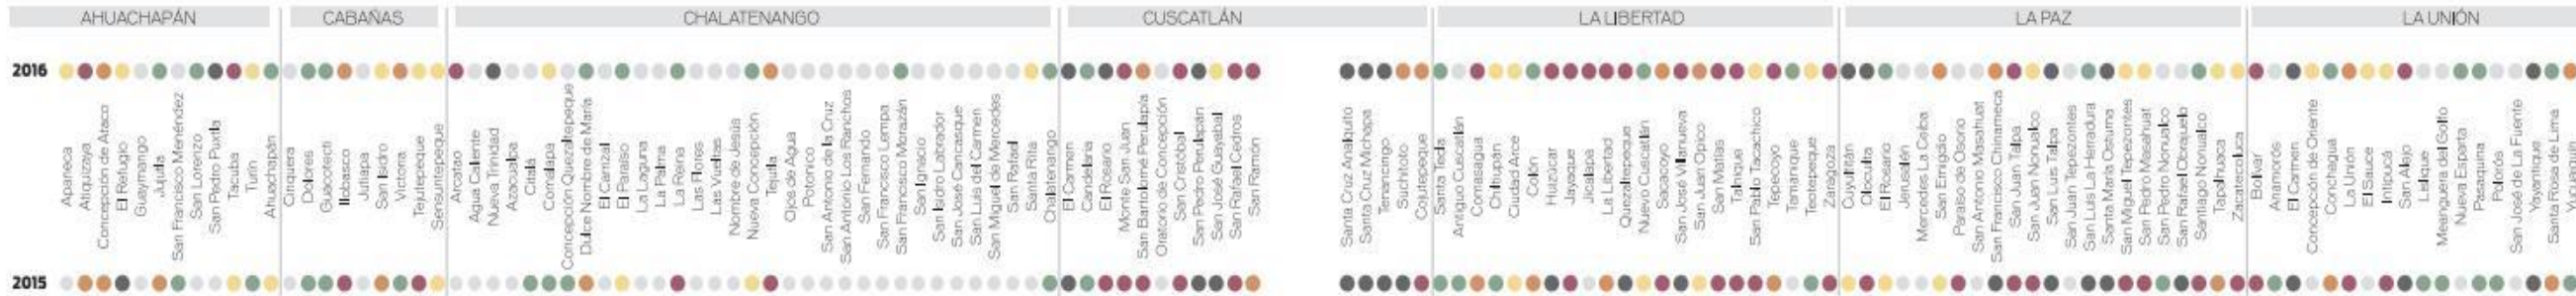 AHUACHAPÁN
CABAÑAS
CHALATENANGO
CUSCATLÁN
LA LIBERTAD
LA PAZ
LA UNIÓN
2016
Apaneca
Atiquizaya
Concepción de Ataco
El Refugio
Guaymango
Jujutla
San Francisco Menéndez
San Lorenzo
San Pedro Puxtla
Tacuba
Turín
Ahuachapán
Cinquera
Dolores
Guacotecti
Ilobasco
Jutiapa
San Isidro
Victoria
Tejutepeque
Sensuntepeque
Arcatao
Agua Caliente
Nueva Trinidad
Azacualpa
Citalá
Comalapa
Concepción Quezaltepeque
Dulce Nombre de María
El Carrizal
El Paraíso
La Laguna
La Palma
La Reina
Las Flores
Las Vueltas
Nombre de Jesús
Nueva Concepción
Tejutla
Ojos de Agua
Potonico
San Antonio de la Cruz
San Antonio Los Ranchos
San Fernando
San Francisco Lempa
San Francisco Morazán
San Ignacio
San Isidro Labrador
San José Cancasque
San Luis del Carmen
San Miguel de Mercedes
San Rafael
Santa Rita
Chalatenango
El Carmen
Candelaria
El Rosario
Monte San Juan
San Bartolomé Perulapía
Oratorio de Concepción
San Cristóbal
San Pedro Perulapán
San José Guayabal
San Rafael Cedros
San Ramón
Santa Cruz Analquito
Santa Cruz Michapa
Tenancingo
Suchitoto
Cojutepeque
Santa Tecla
Antiguo Cuscatlán
Comasagua
Chiltiupán
Ciudad Arce
Colón
Huizúcar
Jayaque
Jicalapa
La Libertad
Quezaltepeque
Nuevo Cuscatlán
Sacacoyo
San José Villanueva
San Juan Opico
San Matías
Talnique
San Pablo Tacachico
Tepecoyo
Tamanique
Teotepeque
Zaragoza
Cuyultitán
Olocuilta
El Rosario
Jerusalén
Mercedes La Ceiba
San Emigdio
Paraíso de Osorio
San Antonio Masahuat
San Francisco Chinameca
San Juan Talpa
San Juan Nonualco
San Luis Talpa
San Juan Tepezontes
San Luis La Herradura
Santa María Ostuma
San Miguel Tepezontes
San Pedro Masahuat
San Pedro Nonualco
San Rafael Obrajuelo
Santiago Nonualco
Tapalhuaca
Zacatecoluca
Bolívar
Anamorós
El Carmen
Concepción de Oriente
Conchagua
La Unión
El Sauce
Intipucá
San Alejo
Lislique
Meanguera del Golfo
Nueva Esparta
Pasaquina
Polorós
San José de La Fuente
Yayantique
Santa Rosa de Lima
Yucuaiquín
2015